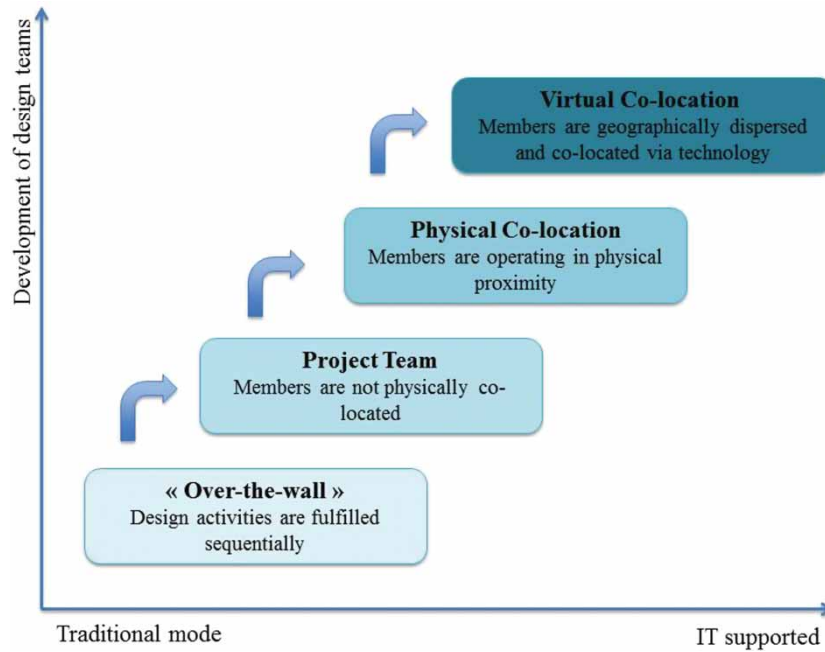 Development of design teams
Virtual Co-location
Members are geographically dispersed
and co-located via technology
Physical Co-location
Members are operating in physical
proximity
Project Team
Members are not physically co-
located
« Over-the-wall »
Design activities are fulfilled
sequentially
Traditional mode
IT supported